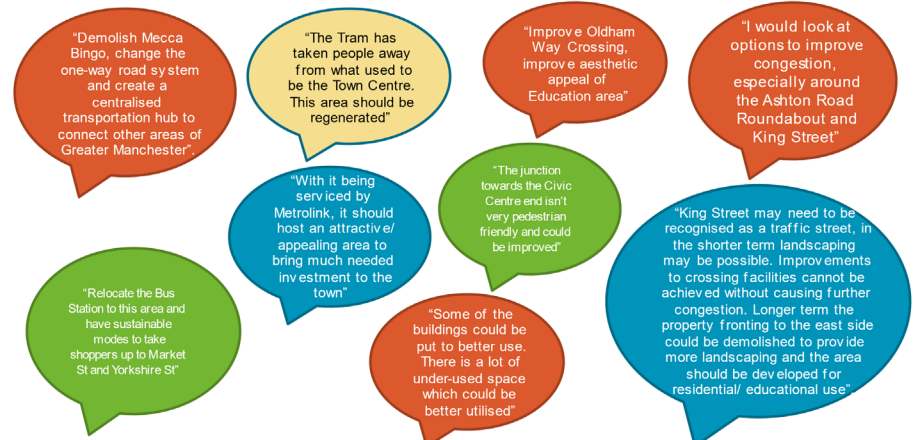 “Demolish Mecca
Bingo, change the
one-way road system
and create a
centralised
transportation hub to
connect other areas of
Greater Manchester”.
“The Tram has
taken people away
from what used to
be the Town Centre.
This area should be
regenerated”
“Improve Oldham
Way Crossing,
improve aesthetic
appeal of
Education area”
“I would look at
options to improve
congestion,
especially around
the Ashton Road
Roundabout and
King Street”
“With it being
serviced by
Metrolink, it should
host an attractive/
appealing area to
bring much needed
investment to the
town”
“The junction
towards the Civic
Centre end isn’t
very pedestrian
friendly and could
be improved”
“King Street may need to be
recognised as a traffic street, in
the shorter term landscaping
may be possible. Improvements
to crossing facilities cannot be
achieved without causing further
congestion. Longer term the
property fronting to the east side
could be demolished to provide
more landscaping and the area
should be developed for
residential/ educational use”.
“Relocate the Bus
Station to this area and
have sustainable
modes to take
shoppers up to Market
St and Yorkshire St”
“Some of the
buildings could be
put to better use.
There is a lot of
under-used space
which could be
better utilised”